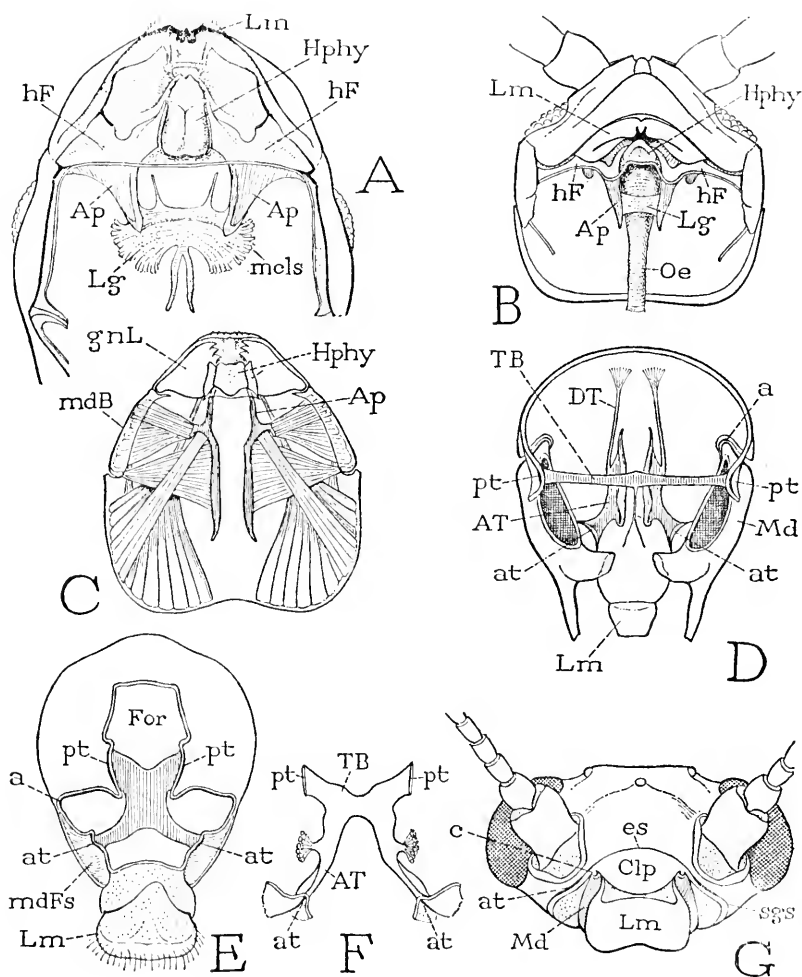 Lm
Hphy
hF
hF
A
Ap
Ap
Lg
mcls
Lm
Hphy
hF
hF
Ap
Lg
Oe
B
gnL
Hphy
mdB
Ap
C
TB
DT
a
pt
pt
AT
Md
at
at
Lm
D
For
pt
pt
a
at
at
mdFs
Lm
E
TB
pt
pt
AT
at
at
F
c
es
Clp
at
sgs
Md
Lm
G